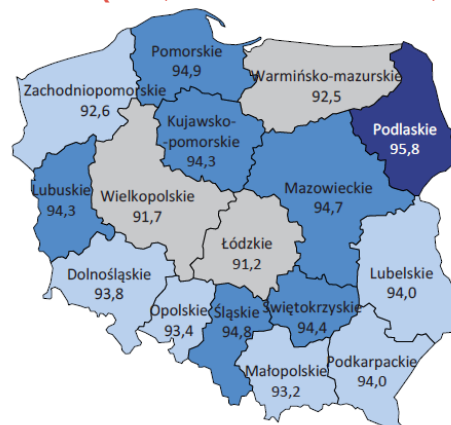 Pomorskie
94,9
Warmińsko-mazurskie
92,5
Zachodniopomorskie
92,6
Podlaskie
95,8
Kujawsko-
-pomorskie
94,3
Lubuskie
94,3
Wielkopolskie
91,7
Mazowieckie
94,7
Łódzkie
91,2
Dolnośląskie
93,8
Lubelskie
94,0
Opolskie
93,4
Śląskie
94,8
Świętokrzyskie
94,4
Małopolskie
93,2
Podkarpackie
94,0